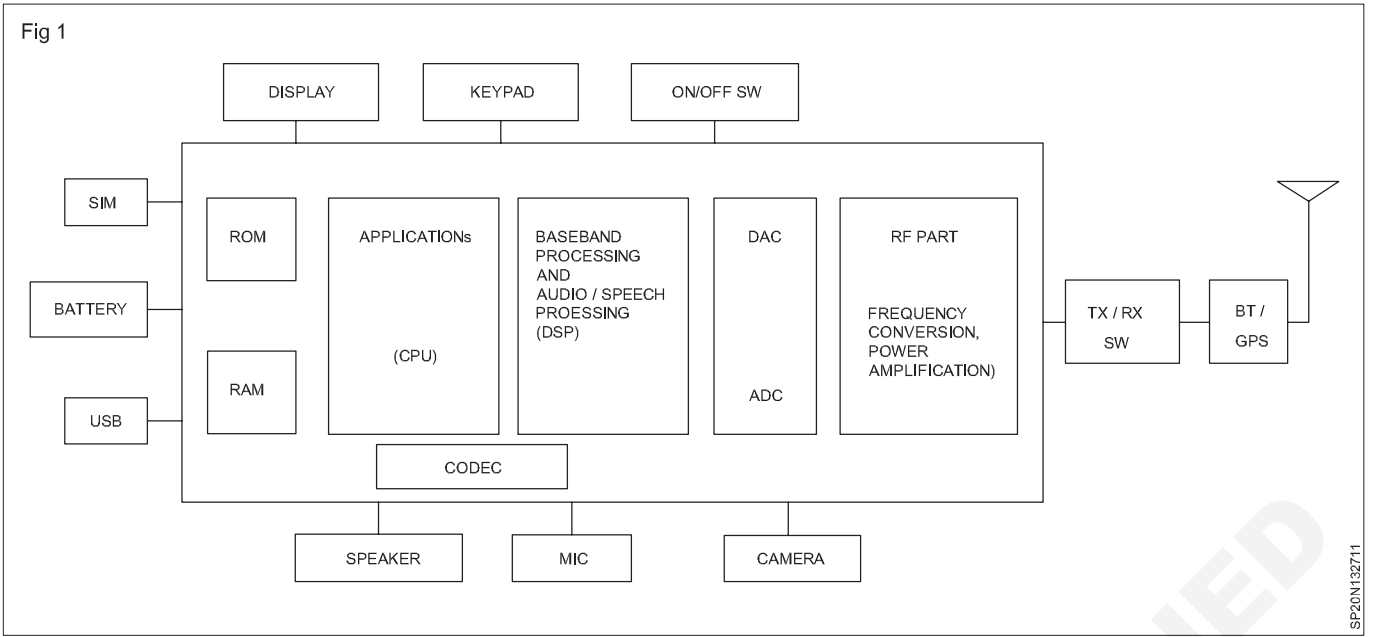 Fig 1
DISPLAY
KEYPAD
ON/OFF SW
SIM
BATTERY
USB
ROM
RAM
APPLICATIONs
(CPU)
BASEBAND
PROCESSING
AND
AUDIO / SPEECH
PROESSING
(DSP)
DAC
ADC
RF PART
FREQUENCY
CONVERSION,
POWER
AMPLIFICATION)
TX / RX
SW
BT /
GPS
CODEC
SPEAKER
MIC
CAMERA
SP20N132711